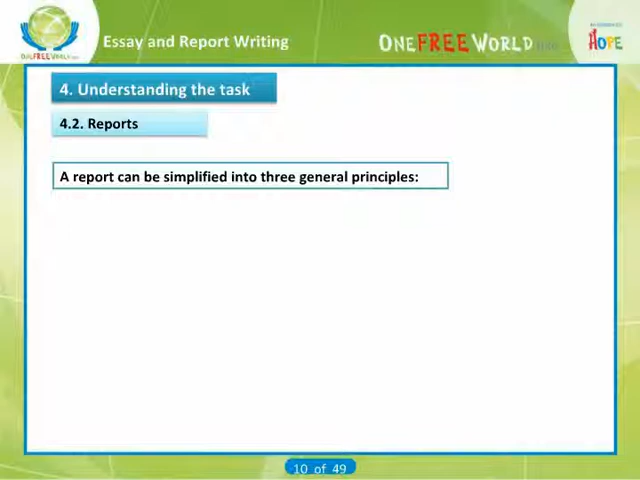 Essay and Report Writing
ONEFREEWORLD
HOPE
ONEFREEWORLD
4. Understanding the task
4.2. Reports
A report can be simplified into three general principles:
10 of 49